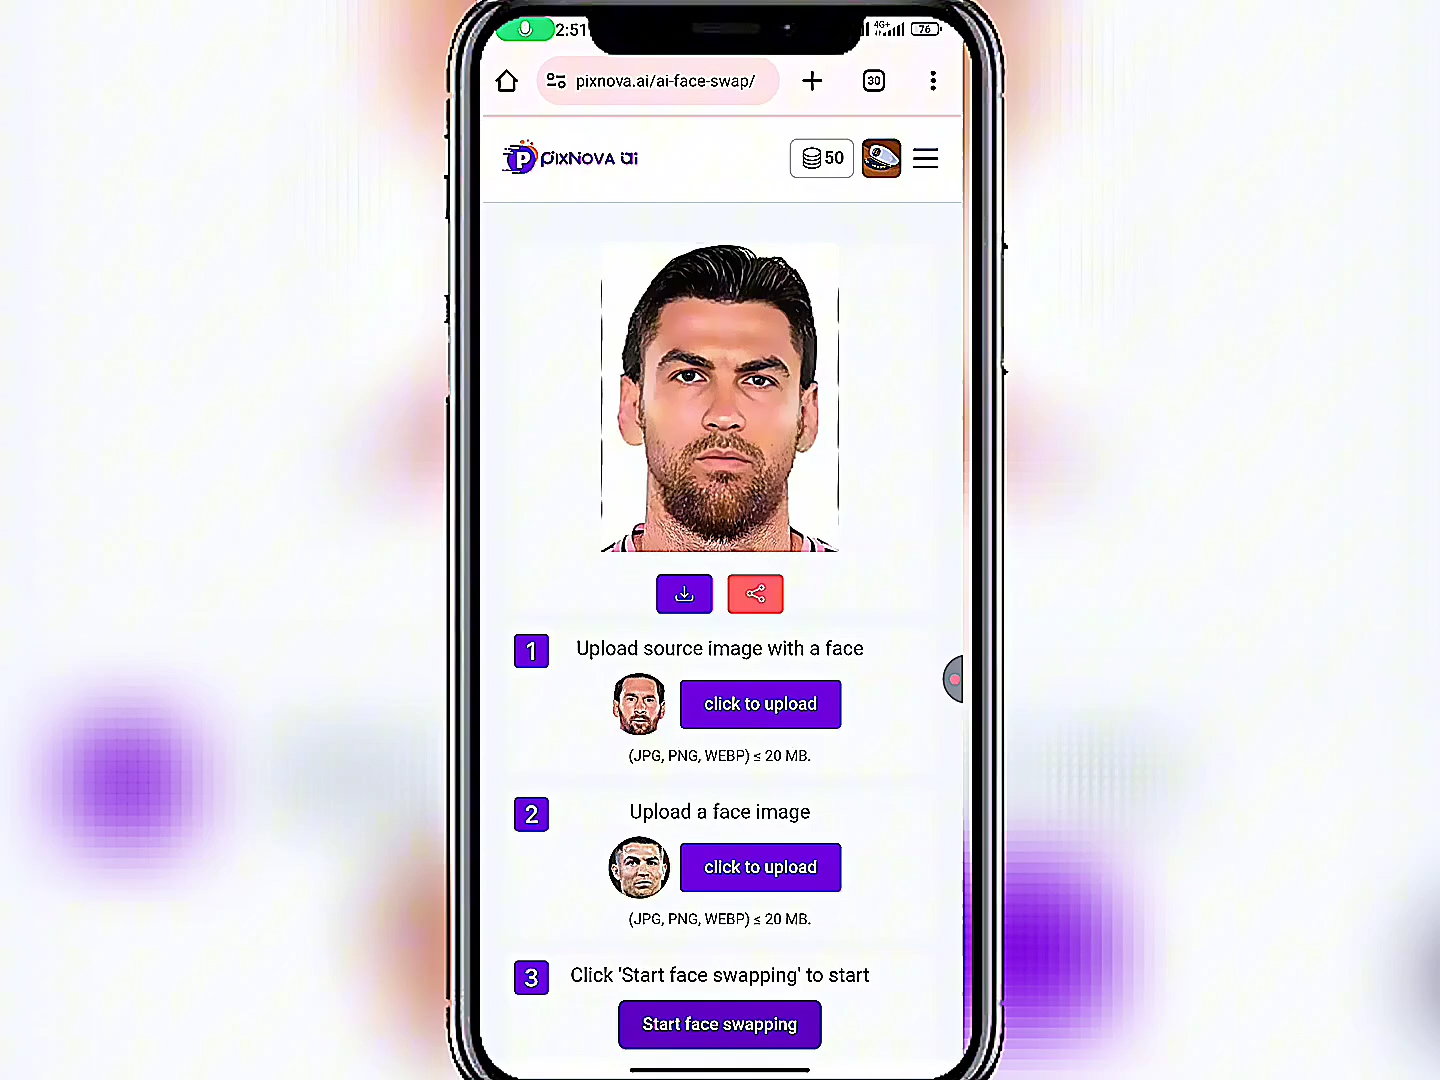 2:51
4G+
76
pixnova.ai/ai-face-swap/
30
P PIXNOVA ai
50
1
Upload source image with a face
click to upload
(JPG, PNG, WEBP) ≤ 20 MB.
2
Upload a face image
click to upload
(JPG, PNG, WEBP) ≤ 20 MB.
3
Click 'Start face swapping' to start
Start face swapping